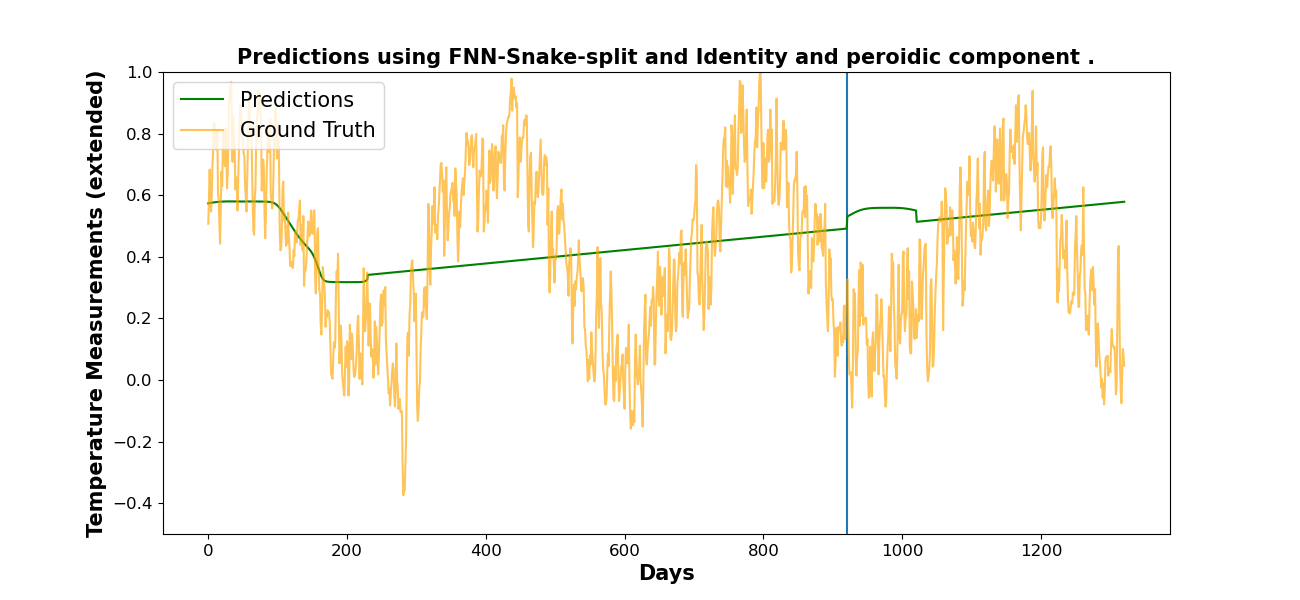 Predictions using FNN-Snake-split and Identity and peroidic component .
Temperature Measurements (extended)
1.0
0.8
0.6
0.4
0.2
0.0
−0.2
−0.4
Predictions
Ground Truth
0 200 400 600 800 1000 1200
Days